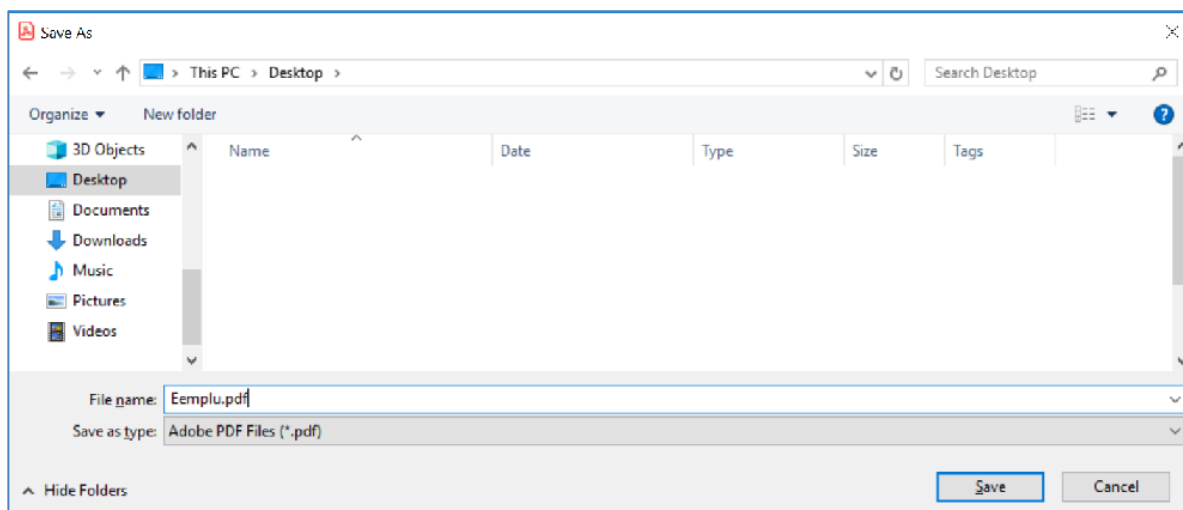 Save As
This PC > Desktop >
Search Desktop
Organize
New folder
Name Date Type Size Tags
3D Objects
Desktop
Documents
Downloads
Music
Pictures
Videos
File name: Eemplu.pdf
Save as type: Adobe PDF Files (*.pdf)
Hide Folders
Save Cancel